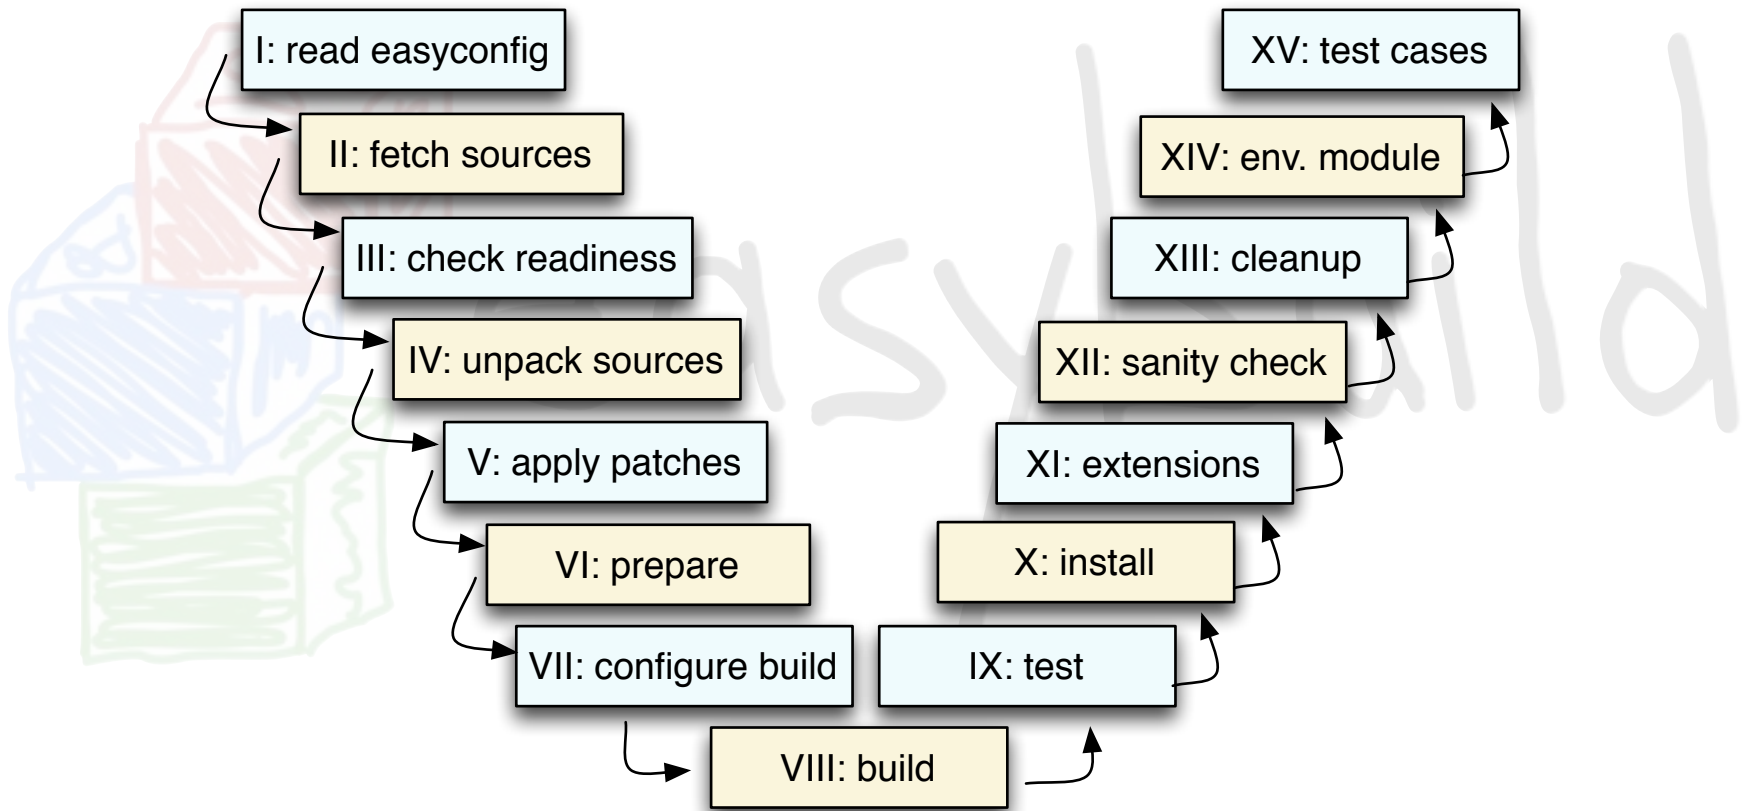 I: read easyconfig
II: fetch sources
III: check readiness
IV: unpack sources
V: apply patches
VI: prepare
VII: configure build
VIII: build
IX: test
X: install
XI: extensions
XII: sanity check
XIII: cleanup
XIV: env. module
XV: test cases
easybuild